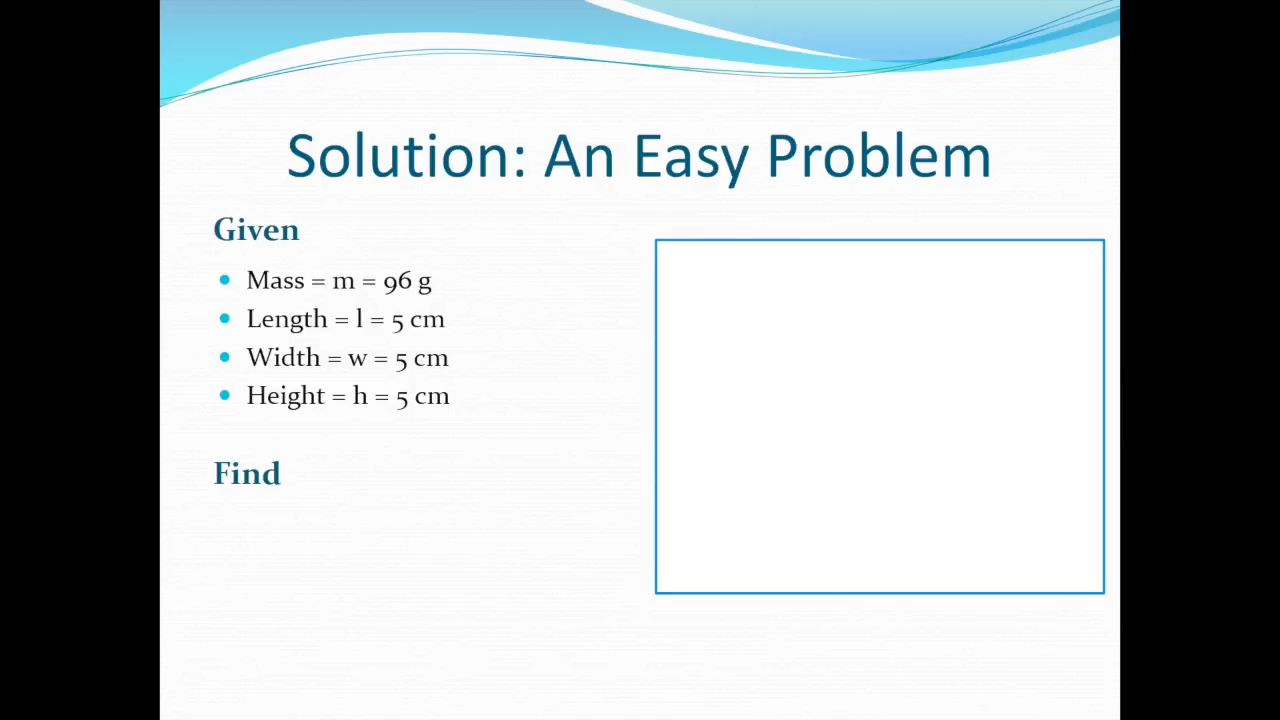 Solution: An Easy Problem
Given
• Mass = m = 96 g
• Length = l = 5 cm
• Width = w = 5 cm
• Height = h = 5 cm
Find